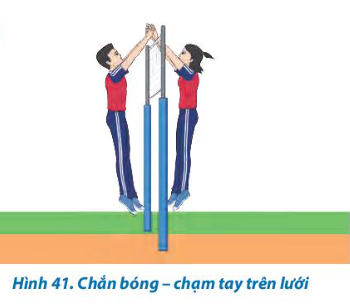 Hình 41. Chắn bóng – chạm tay trên lưới